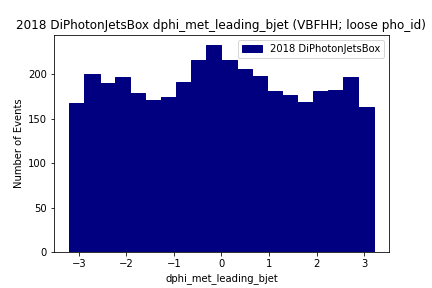 2018 DiPhotonJetsBox dphi_met_leading_bjet (VBFHH; loose pho_id)
2018 DiPhotonJetsBox
Number of Events
200
150
100
50
0
−3 −2 −1 0 1 2 3
dphi_met_leading_bjet